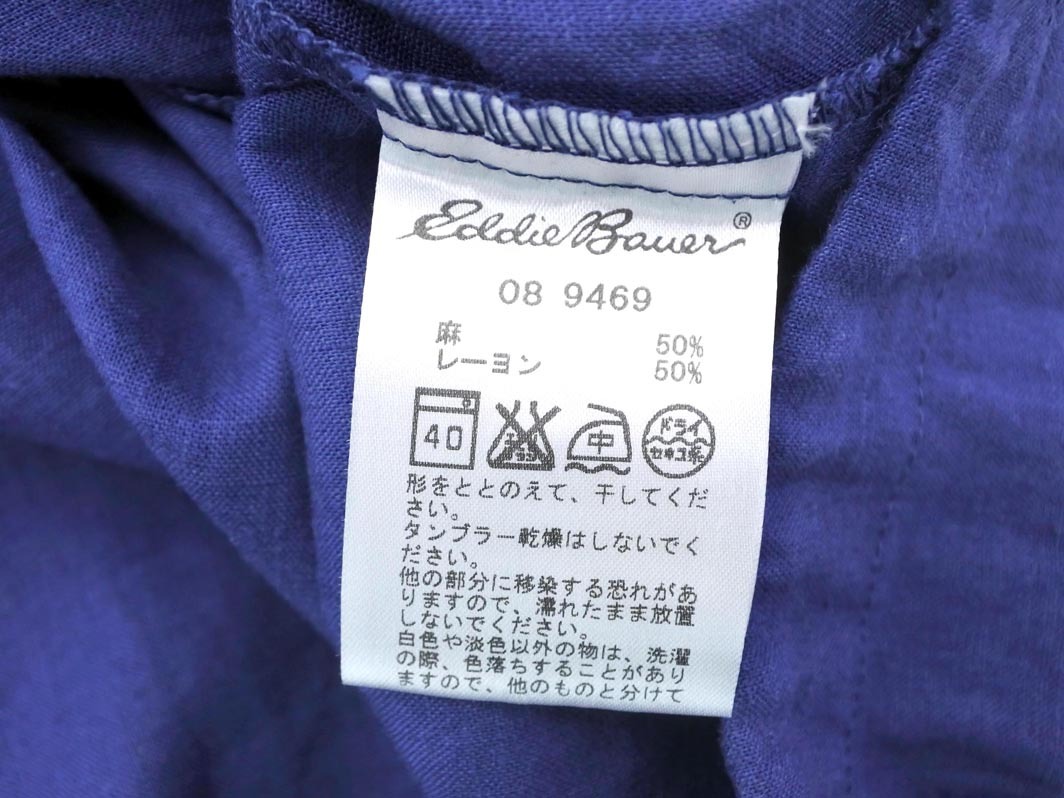 Eddie Bauer®
08 9469
麻 50%
レーヨン 50%
40 中 ドライ
セキユ系
形をととのえて、干してくだ
さい。
タンブラー乾燥はしないでく
ださい。
他の部分に移染する恐れがあ
りますので、濡れたまま放置
しないでください。
白色や淡色以外の物は、洗濯
の際、色落ちすることがあり
ますので、他のものと分けて